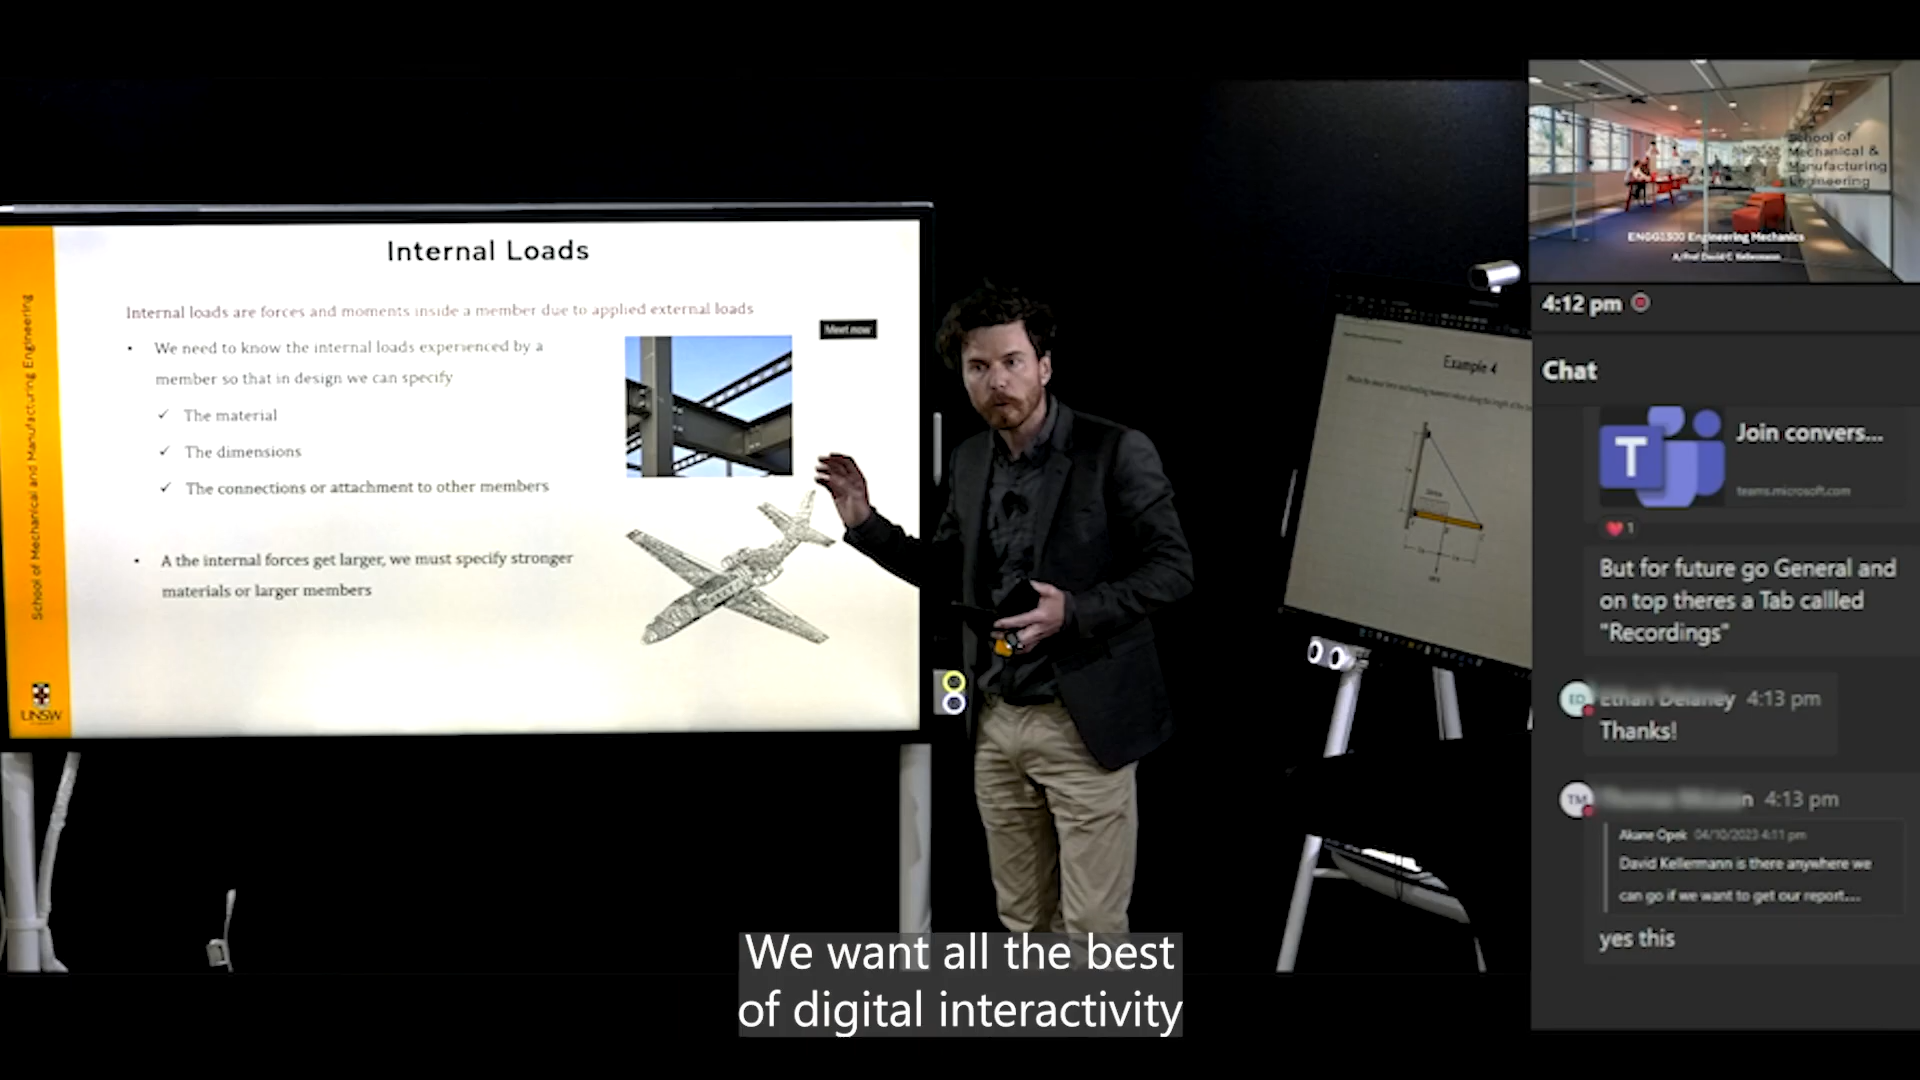 Internal Loads
Internal loads are forces and moments inside a member due to applied external loads
Meet now
• We need to know the internal loads experienced by a
member so that in design we can specify
✓ The material
✓ The dimensions
✓ The connections or attachment to other members
• A the internal forces get larger, we must specify stronger
materials or larger members
School of Mechanical and Manufacturing Engineering
UNSW
Example 4
We want all the best
of digital interactivity
School of
Mechanical &
Manufacturing
Engineering
ENGG1300 Engineering Mechanics
A/Prof David C Kellermann
4:12 pm
Chat
T
Join convers...
teams.microsoft.com
1
But for future go General and
on top theres a Tab callled
"Recordings"
ED
Ethan Delaney 4:13 pm
Thanks!
TM
4:13 pm
Akane Opek 04/10/2023 4:11 pm
David Kellermann is there anywhere we
can go if we want to get our report....
yes this